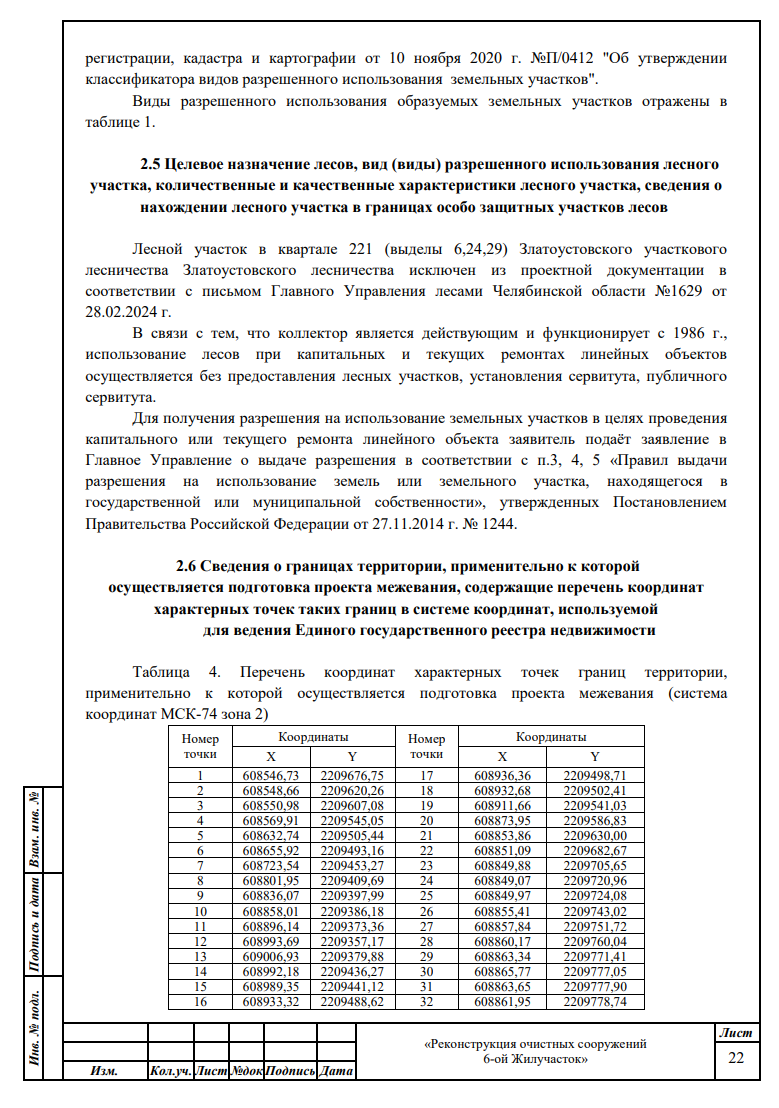 регистрации, кадастра и картографии от 10 ноября 2020 г. №П/0412 "Об утверждении
классификатора видов разрешенного использования земельных участков".
Виды разрешенного использования образуемых земельных участков отражены в
таблице 1.
2.5 Целевое назначение лесов, вид (виды) разрешенного использования лесного
участка, количественные и качественные характеристики лесного участка, сведения о
нахождении лесного участка в границах особо защитных участков лесов
Лесной участок в квартале 221 (выделы 6,24,29) Златоустовского участкового
лесничества Златоустовского лесничества исключен из проектной документации в
соответствии с письмом Главного Управления лесами Челябинской области №1629 от
28.02.2024 г.
В связи с тем, что коллектор является действующим и функционирует с 1986 г.,
использование лесов при капитальных и текущих ремонтах линейных объектов
осуществляется без предоставления лесных участков, установления сервитута, публичного
сервитута.
Для получения разрешения на использование земельных участков в целях проведения
капитального или текущего ремонта линейного объекта заявитель подаёт заявление в
Главное Управление о выдаче разрешения в соответствии с п.3, 4, 5 «Правил выдачи
разрешения на использование земель или земельного участка, находящегося в
государственной или муниципальной собственности», утвержденных Постановлением
Правительства Российской Федерации от 27.11.2014 г. № 1244.
2.6 Сведения о границах территории, применительно к которой
осуществляется подготовка проекта межевания, содержащие перечень координат
характерных точек таких границ в системе координат, используемой
для ведения Единого государственного реестра недвижимости
Таблица 4. Перечень координат характерных точек границ территории,
применительно к которой осуществляется подготовка проекта межевания (система
координат МСК-74 зона 2)
Номер точки Координаты Номер точки Координаты
X Y X Y
1 608546,73 2209676,75 17 608936,36 2209498,71
2 608548,66 2209620,26 18 608932,68 2209502,41
3 608550,98 2209607,08 19 608911,66 2209541,03
4 608569,91 2209545,05 20 608873,95 2209586,83
5 608632,74 2209505,44 21 608853,86 2209630,00
6 608655,92 2209493,16 22 608851,09 2209682,67
7 608723,54 2209453,27 23 608849,88 2209705,65
8 608801,95 2209409,69 24 608849,07 2209720,96
9 608836,07 2209397,99 25 608849,97 2209724,08
10 608858,01 2209386,18 26 608855,41 2209743,02
11 608896,14 2209373,36 27 608857,84 2209751,72
12 608993,69 2209357,17 28 608860,17 2209760,04
13 609006,93 2209379,88 29 608863,34 2209771,41
14 608992,18 2209436,27 30 608865,77 2209777,05
15 608989,35 2209441,12 31 608863,65 2209777,90
16 608933,32 2209488,62 32 608861,95 2209778,74
Взам. инв. №
Подпись и дата
Инв. № подл.
Изм. Кол.уч. Лист №док Подпись Дата
«Реконструкция очистных сооружений
6-ой Жилучасток»
Лист
22